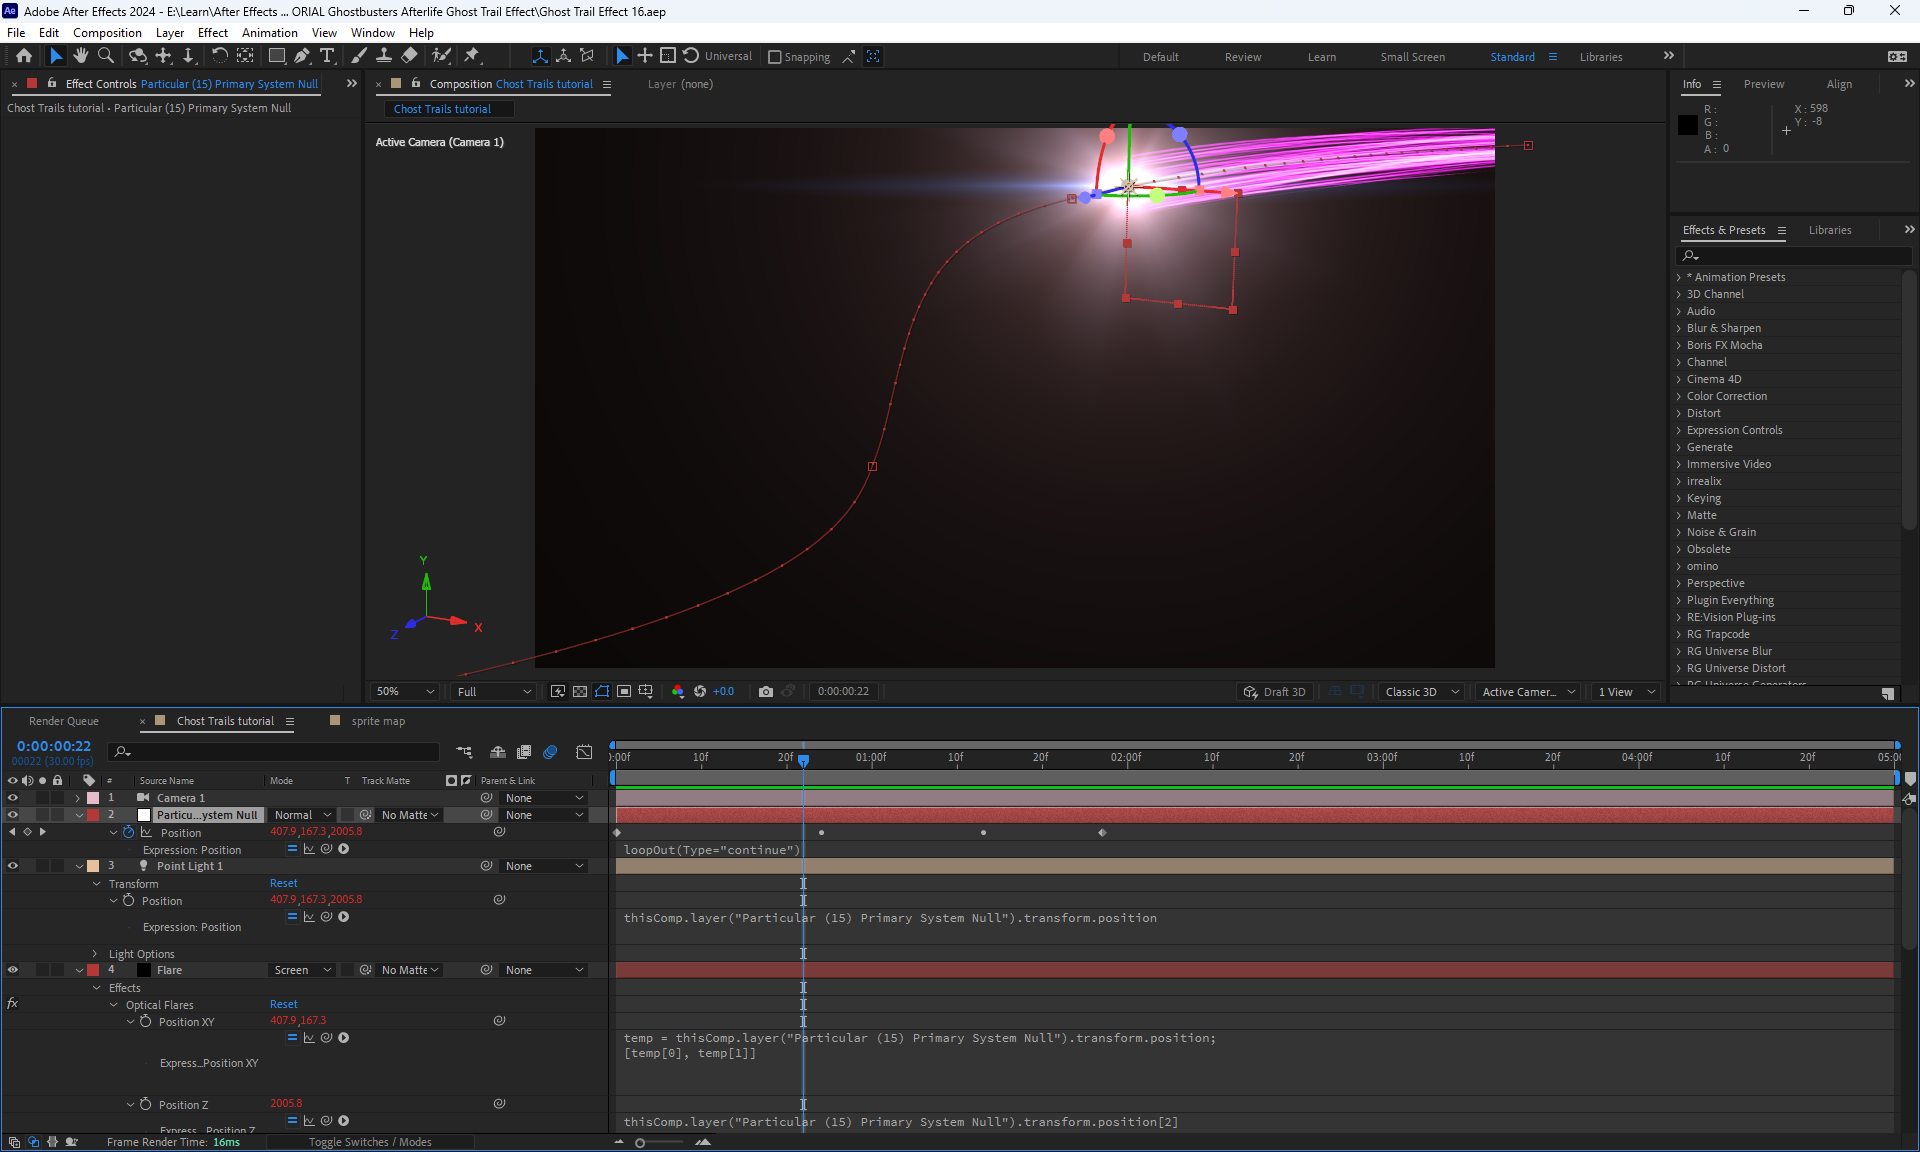 Ae Adobe After Effects 2024 - E:\Learn\After Effects ... ORIAL Ghostbusters Afterlife Ghost Trail Effect\Ghost Trail Effect 16.aep
File Edit Composition Layer Effect Animation View Window Help
Universal Snapping Default Review Learn Small Screen Standard Libraries
Effect Controls Particular (15) Primary System Null
Chost Trails tutorial • Particular (15) Primary System Null
Composition Chost Trails tutorial
Layer (none)
Chost Trails tutorial
Active Camera (Camera 1)
Y
X
Z
50% Full +0.0 0:00:00:22 Draft 3D Classic 3D Active Camer... 1 View
Info Preview Align
R :
G :
B :
A : 0
X : 598
Y : -8
Effects & Presets Libraries
* Animation Presets
3D Channel
Audio
Blur & Sharpen
Boris FX Mocha
Channel
Cinema 4D
Color Correction
Distort
Expression Controls
Generate
Immersive Video
irrealix
Keying
Matte
Noise & Grain
Obsolete
omino
Perspective
Plugin Everything
RE:Vision Plug-ins
RG Trapcode
RG Universe Blur
RG Universe Distort
RG Universe Generators
Render Queue Chost Trails tutorial sprite map
0:00:00:22
00022 (30.00 fps)
# Source Name Mode T Track Matte Parent & Link
):00f 10f 20f 01:00f 10f 20f 02:00f 10f 20f 03:00f 10f 20f 04:00f 10f 20f 05:00
1 Camera 1 None
2 Particu...ystem Null Normal No Matte None
Position 407.9,167.3,2005.8
Expression: Position loopOut(Type="continue")
3 Point Light 1 None
Transform Reset
Position 407.9,167.3,2005.8
Expression: Position thisComp.layer("Particular (15) Primary System Null").transform.position
Light Options
4 Flare Screen No Matte None
Effects
fx Optical Flares Reset
Position XY 407.9,167.3
temp = thisComp.layer("Particular (15) Primary System Null").transform.position;
[temp[0], temp[1]]
Express...Position XY
Position Z 2005.8
thisComp.layer("Particular (15) Primary System Null").transform.position[2]
Express...Position Z
Frame Render Time: 16ms Toggle Switches / Modes